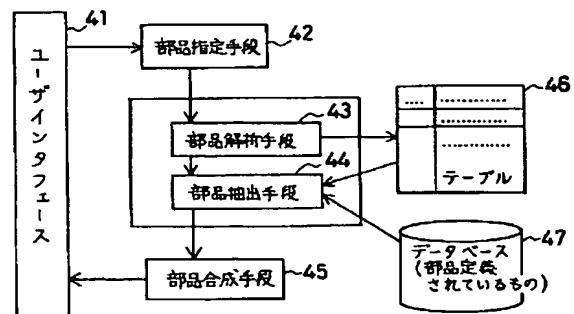 41
ユーザインタフェース
部品指定手段
42
43
部品解析手段
44
部品抽出手段
部品合成手段
45
46
テーブル
47
データベース
(部品定義
されているもの)